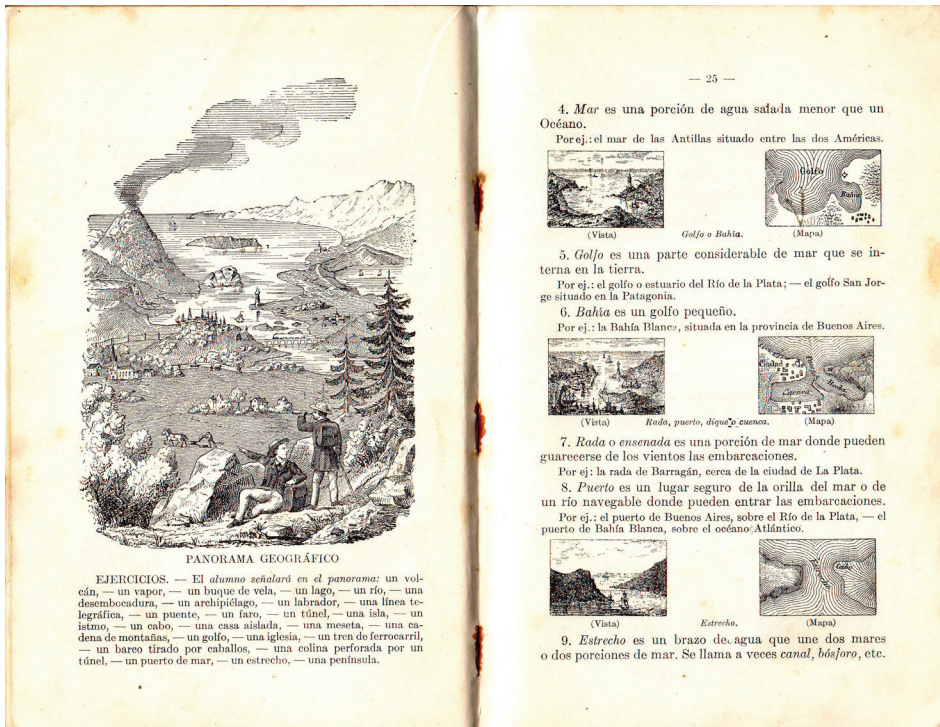 PANORAMA GEOGRÁFICO
EJERCICIOS. — El alumno señalará en el panorama: un vol-
cán, — un vapor, — un buque de vela, — un lago, — un río, — una
desembocadura, — un archipiélago, — un labrador, — una línea te-
legráfica, — un puente, — un faro, — un túnel, — una isla, — un
istmo, — un cabo, — una casa aislada, — una meseta, — una ca-
dena de montañas, — un golfo, — una iglesia, — un tren de ferrocarril,
— un barco tirado por caballos, — una colina perforada por un
túnel, — un puerto de mar, — un estrecho, — una península.
— 25 —
4. Mar es una porción de agua salada menor que un
Océano.
Por ej.: el mar de las Antillas situado entre las dos Américas.
Golfo
Bahía
(Vista) Golfo o Bahía. (Mapa)
5. Golfo es una parte considerable de mar que se in-
terna en la tierra.
Por ej.: el golfo o estuario del Río de la Plata; — el golfo San Jor-
ge situado en la Patagonia.
6. Bahía es un golfo pequeño.
Por ej.: la Bahía Blanca, situada en la provincia de Buenos Aires.
Ciudad
Rada
Cuenca
(Vista) Rada, puerto, dique o cuenca. (Mapa)
7. Rada o ensenada es una porción de mar donde pueden
guarecerse de los vientos las embarcaciones.
Por ej: la rada de Barragán, cerca de la ciudad de La Plata.
8. Puerto es un lugar seguro de la orilla del mar o de
un río navegable donde pueden entrar las embarcaciones.
Por ej.: el puerto de Buenos Aires, sobre el Río de la Plata, — el
puerto de Bahía Blanca, sobre el océano Atlántico.
Cabo
(Vista) Estrecho. (Mapa)
9. Estrecho es un brazo de agua que une dos mares
o dos porciones de mar. Se llama a veces canal, bósforo, etc.